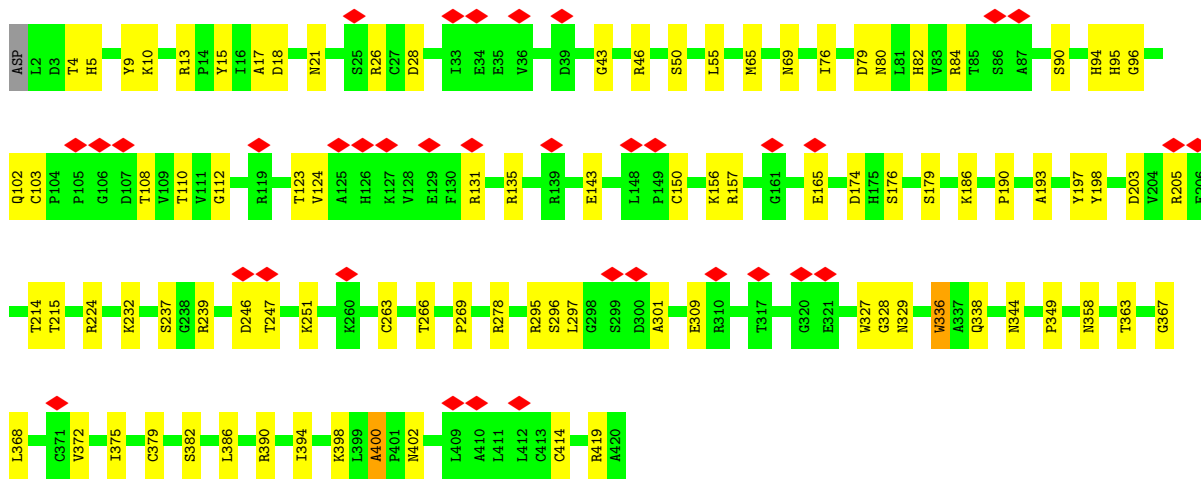 ASP L2 D3 T4 H5 Y9 K10 R13 P14 Y15 I16 A17 D18 N21 S25 R26 C27 D28 I33 E34 E35 V36 D39 G43 R46 S50 L55 M65 N69 I76 D79 N80 L81 H82 V83 R84 T85 S86 A87 S90 H94 H95 G96
Q102 C103 P104 P105 G106 D107 T108 V109 T110 V111 G112 R119 T123 V124 A125 H126 K127 V128 E129 F130 R131 R135 R139 E143 L148 P149 C150 K156 R157 G161 E165 D174 H175 S176 S179 K186 P190 A193 Y197 Y198 D203 V204 R205
T214 T215 R224 K232 S237 G238 R239 D246 T247 K251 K260 C263 T266 P269 R278 R295 S296 L297 G298 S299 D300 A301 E309 R310 T317 G320 E321 W327 G328 N329 W336 A337 Q338 N344 P349 N358 T363 G367
L368 C371 V372 I375 C379 S382 L386 R390 I394 K398 L399 A400 P401 N402 L409 A410 L411 L412 C413 C414 R419 A420